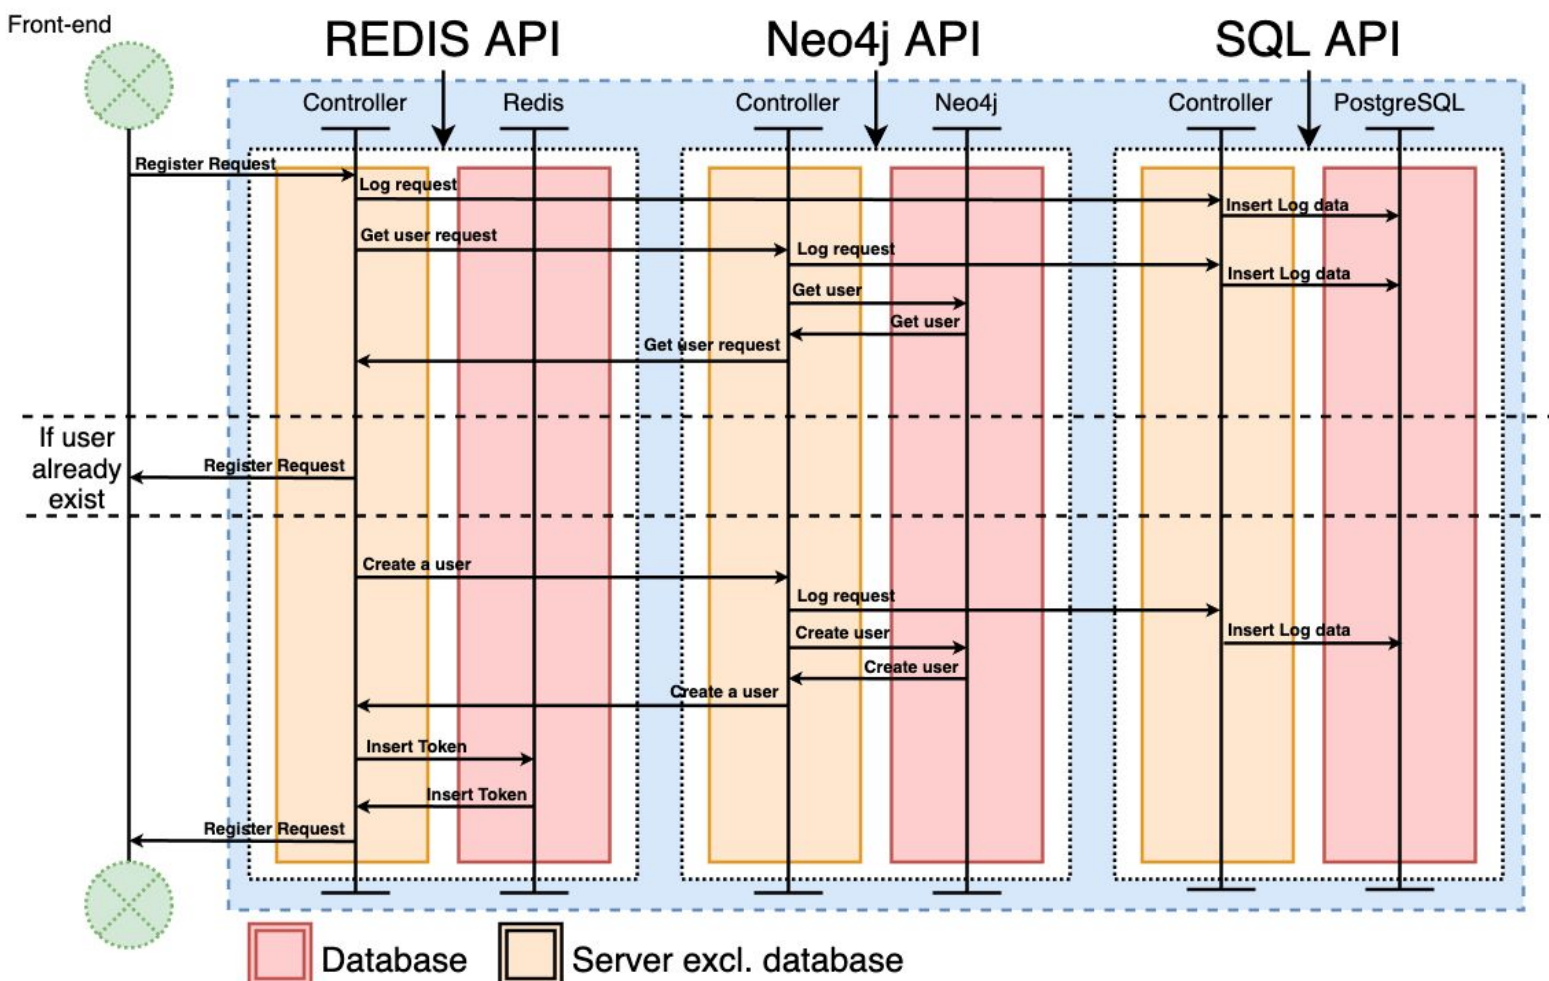 Front-end
REDIS API
Neo4j API
SQL API
Controller
Redis
Controller
Neo4j
Controller
PostgreSQL
Register Request
Log request
Insert Log data
Get user request
Log request
Insert Log data
Get user
Get user
Get user request
If user
already
exist
Register Request
Create a user
Log request
Insert Log data
Create user
Create user
Create a user
Insert Token
Insert Token
Register Request
Database
Server excl. database